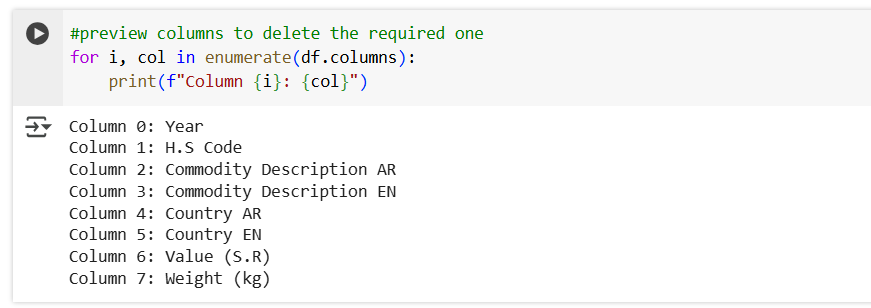 #preview columns to delete the required one
for i, col in enumerate(df.columns):
    print(f"Column {i}: {col}")
Column 0: Year
Column 1: H.S Code
Column 2: Commodity Description AR
Column 3: Commodity Description EN
Column 4: Country AR
Column 5: Country EN
Column 6: Value (S.R)
Column 7: Weight (kg)